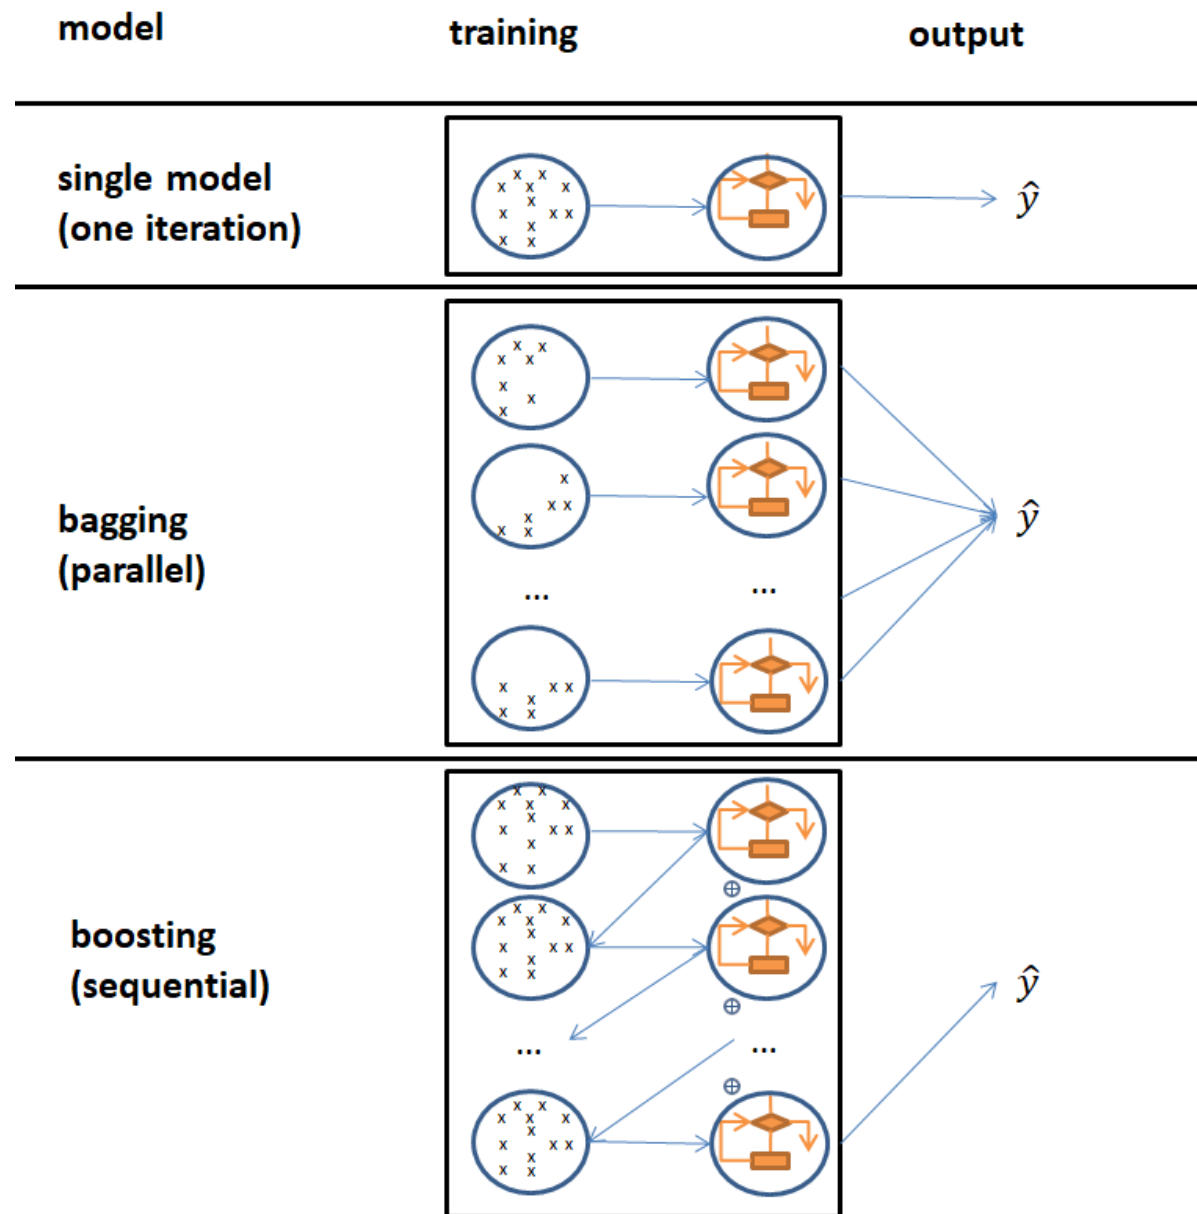 model training output
single model
(one iteration)
ŷ
bagging
(parallel)
... ...
ŷ
boosting
(sequential)
⊕
⊕
ŷ
... ...
⊕